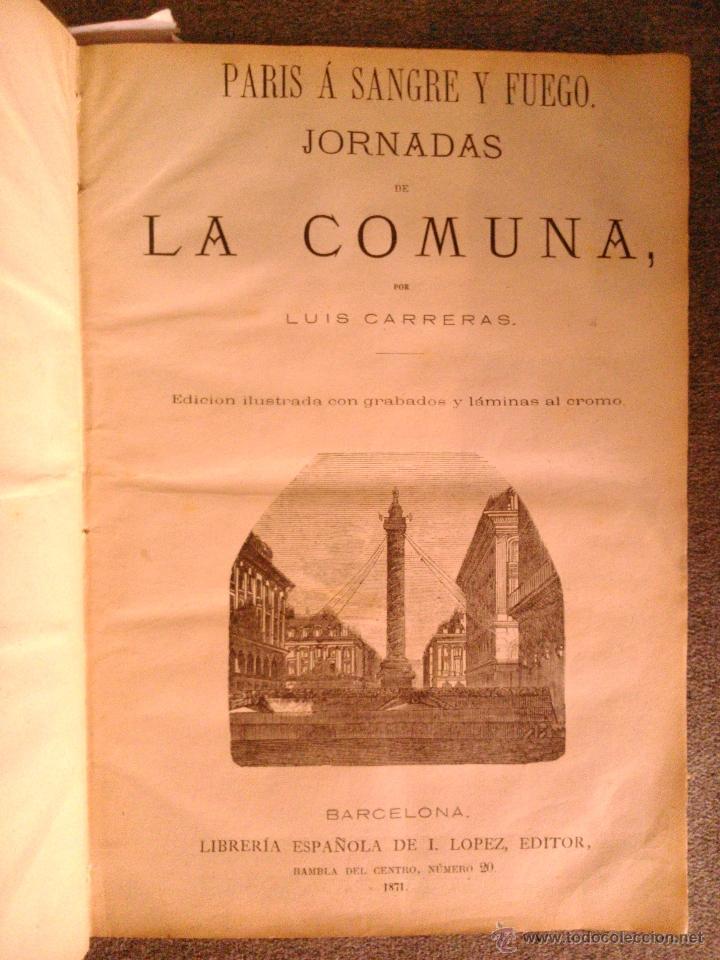 PARIS Á SANGRE Y FUEGO.
JORNADAS
DE
LA COMUNA,
POR
LUIS CARRERAS.
Edicion ilustrada con grabados y láminas al cromo.
BARCELONA.
LIBRERÍA ESPAÑOLA DE I. LOPEZ, EDITOR,
RAMBLA DEL CENTRO, NÚMERO 20.
1871.
© www.todocoleccion.net